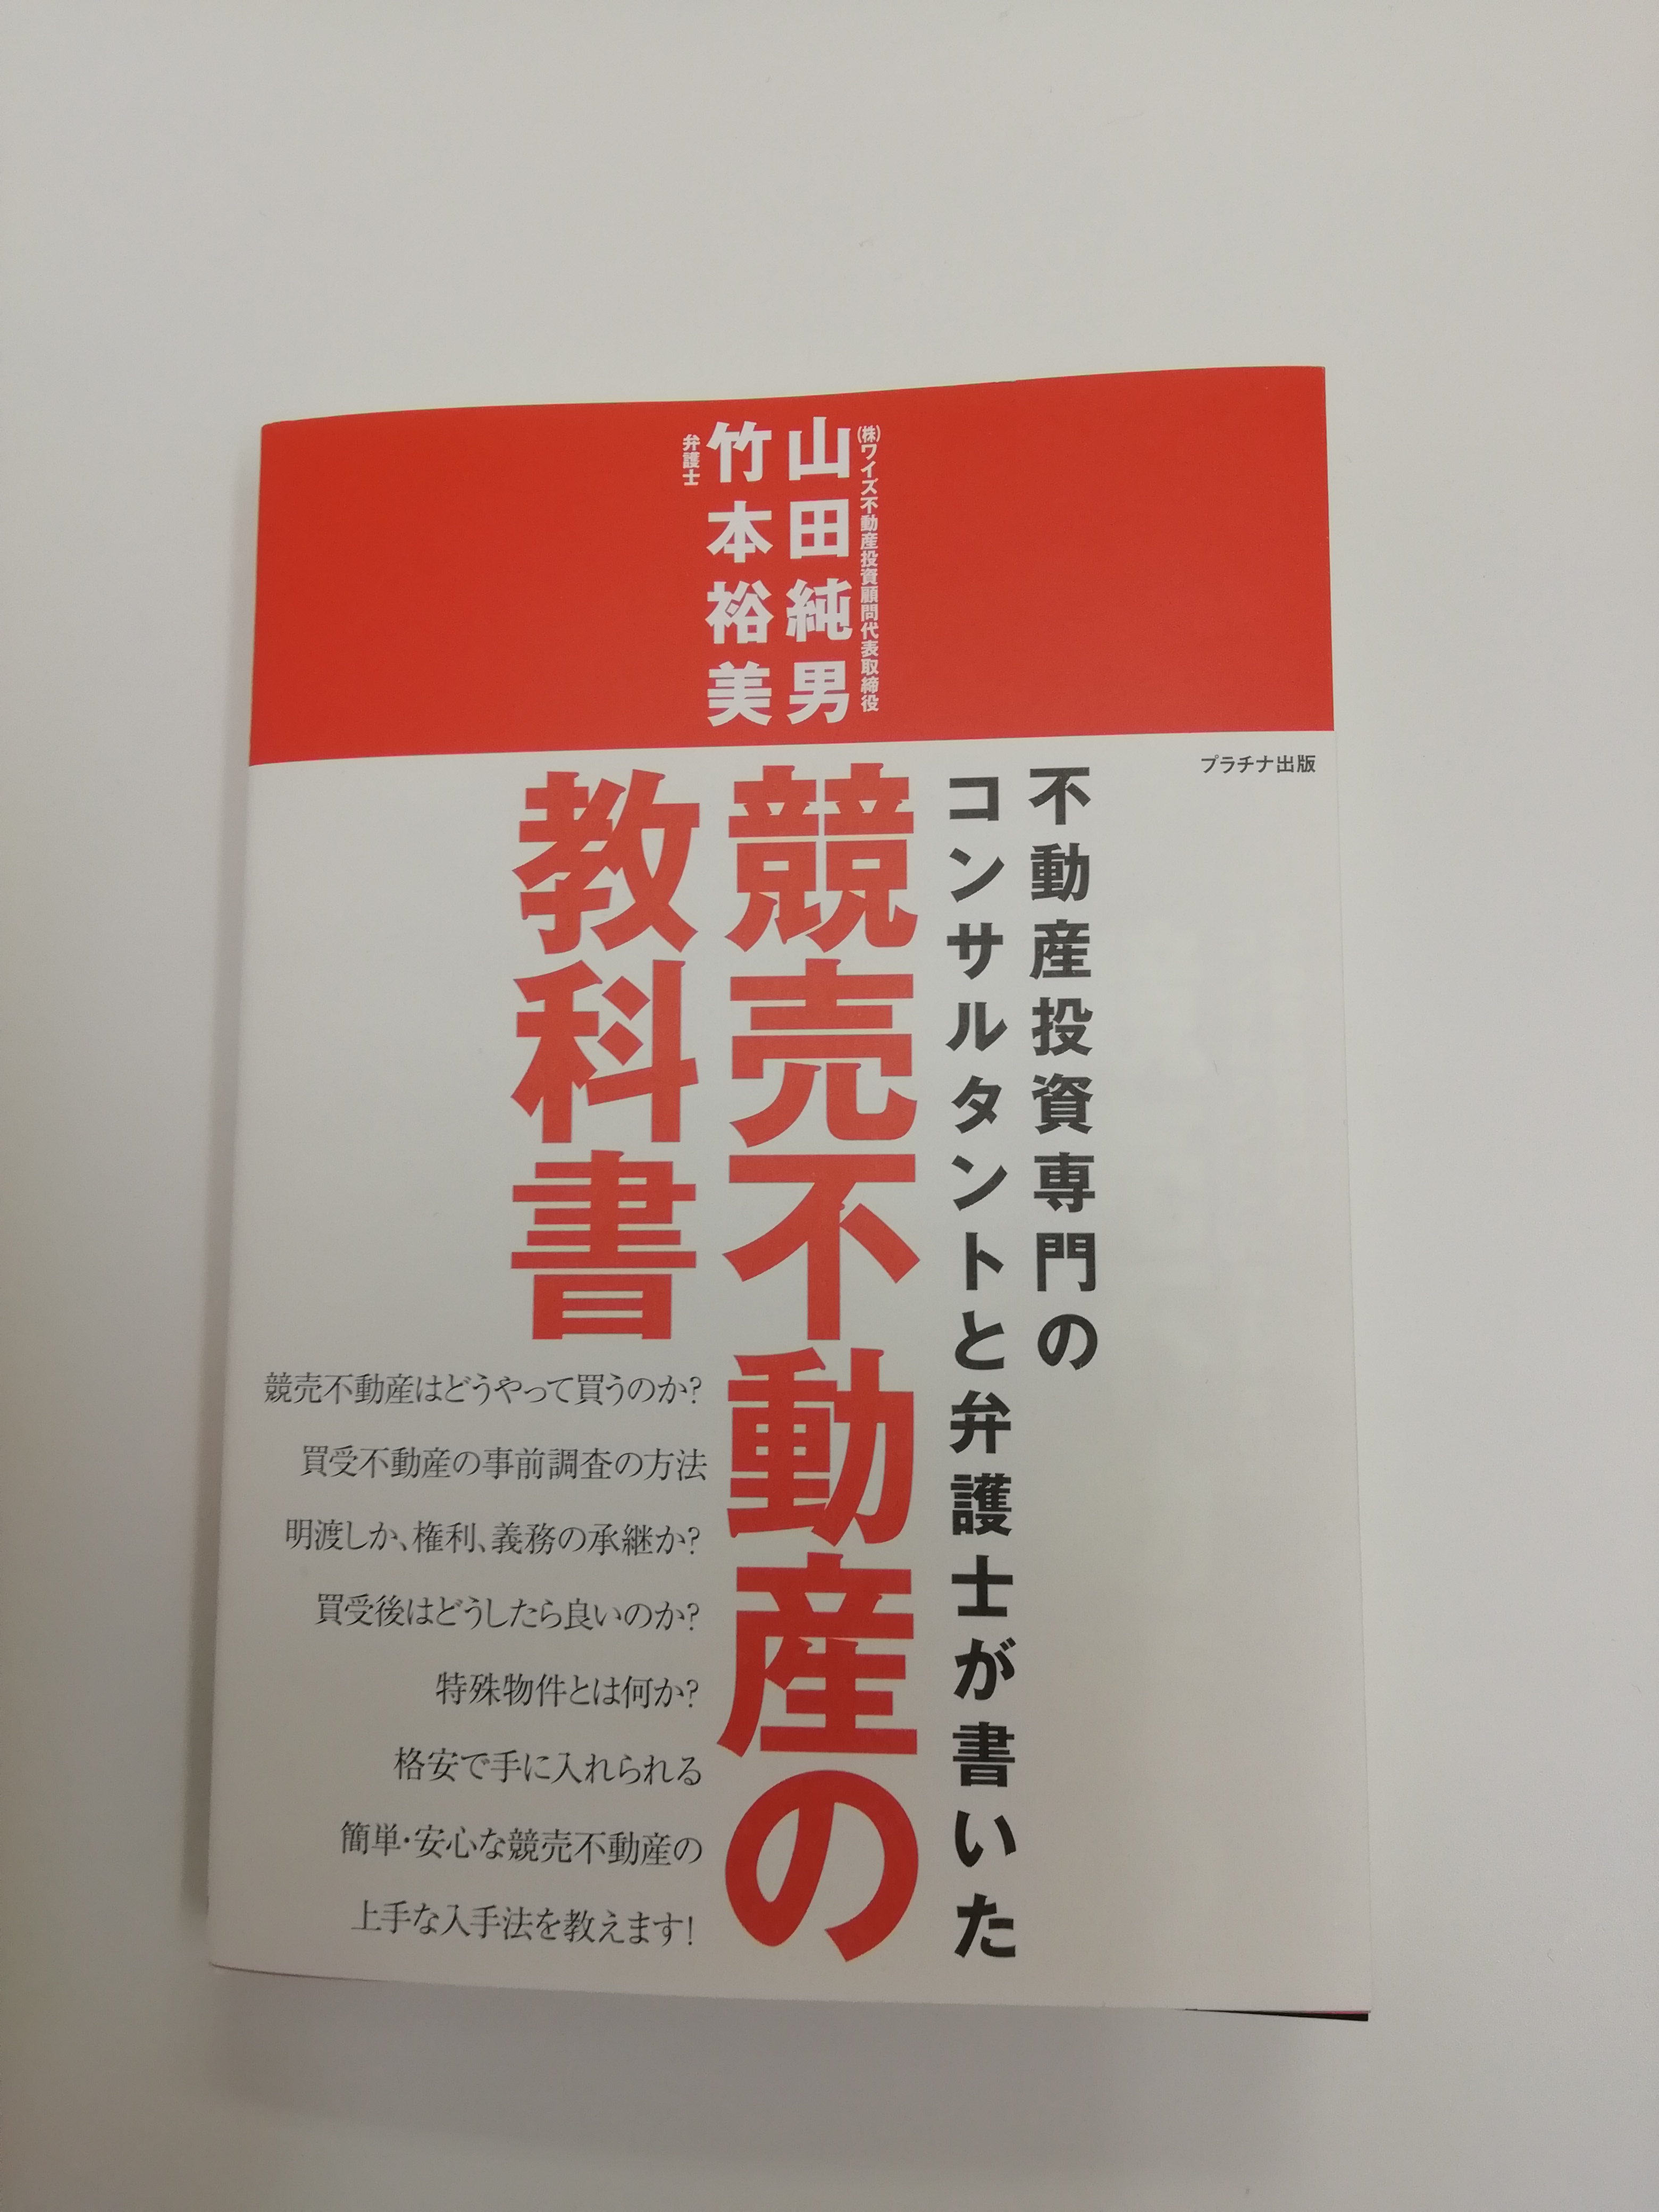 (株)ワイズ不動産投資顧問代表取締役
山田純男
竹本裕美
弁護士
プラチナ出版
不動産投資専門の
コンサルタントと弁護士が書いた
競売不動産の
教科書
競売不動産はどうやって買うのか?
買受不動産の事前調査の方法
明渡しか、権利、義務の承継か?
買受後はどうしたら良いのか?
特殊物件とは何か?
格安で手に入れられる
簡単・安心な競売不動産の
上手な入手法を教えます!